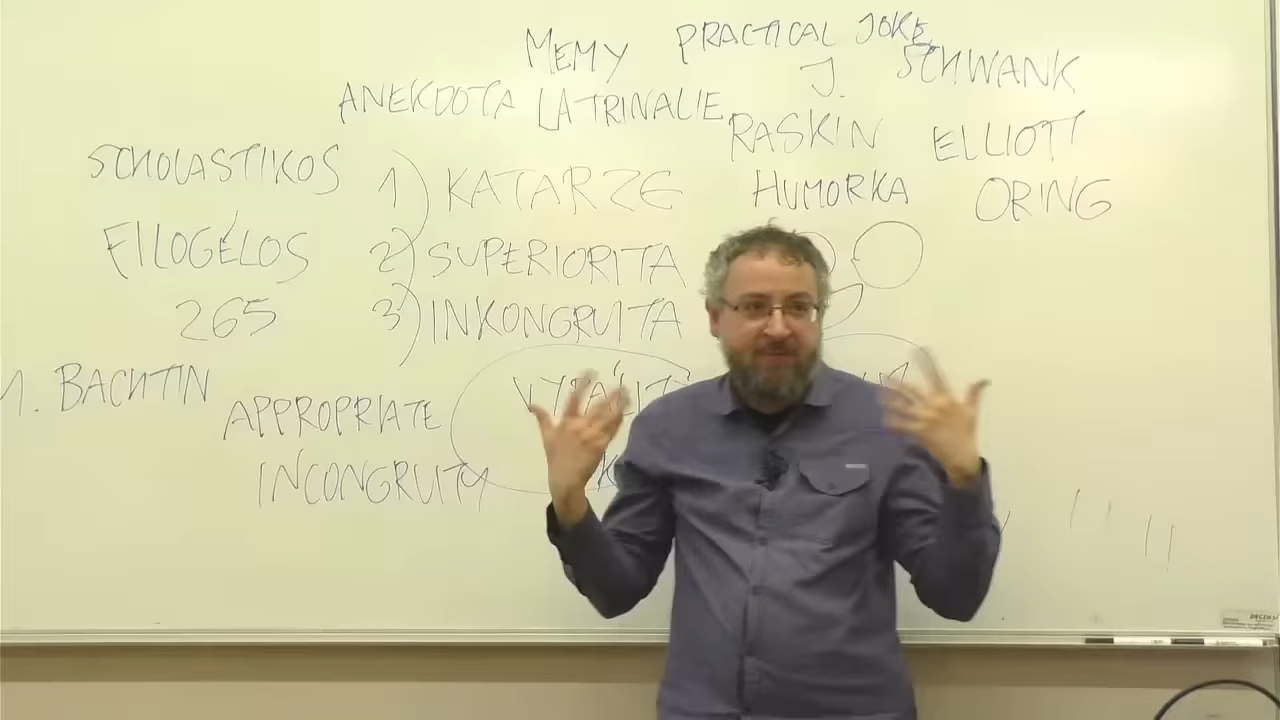 MEMY PRACTICAL JOKE
J. SCHWANK
ANEKDOTA LATRINALIE
RASKIN ELLIOTT
SCHOLASTIKOS 1) KATARZE HUMORKA ORING
FILOGÉLOS 2) SUPERIORITA
265 3) INKONGRUITA
M. BACHTIN
APPROPRIATE
INCONGRUITY